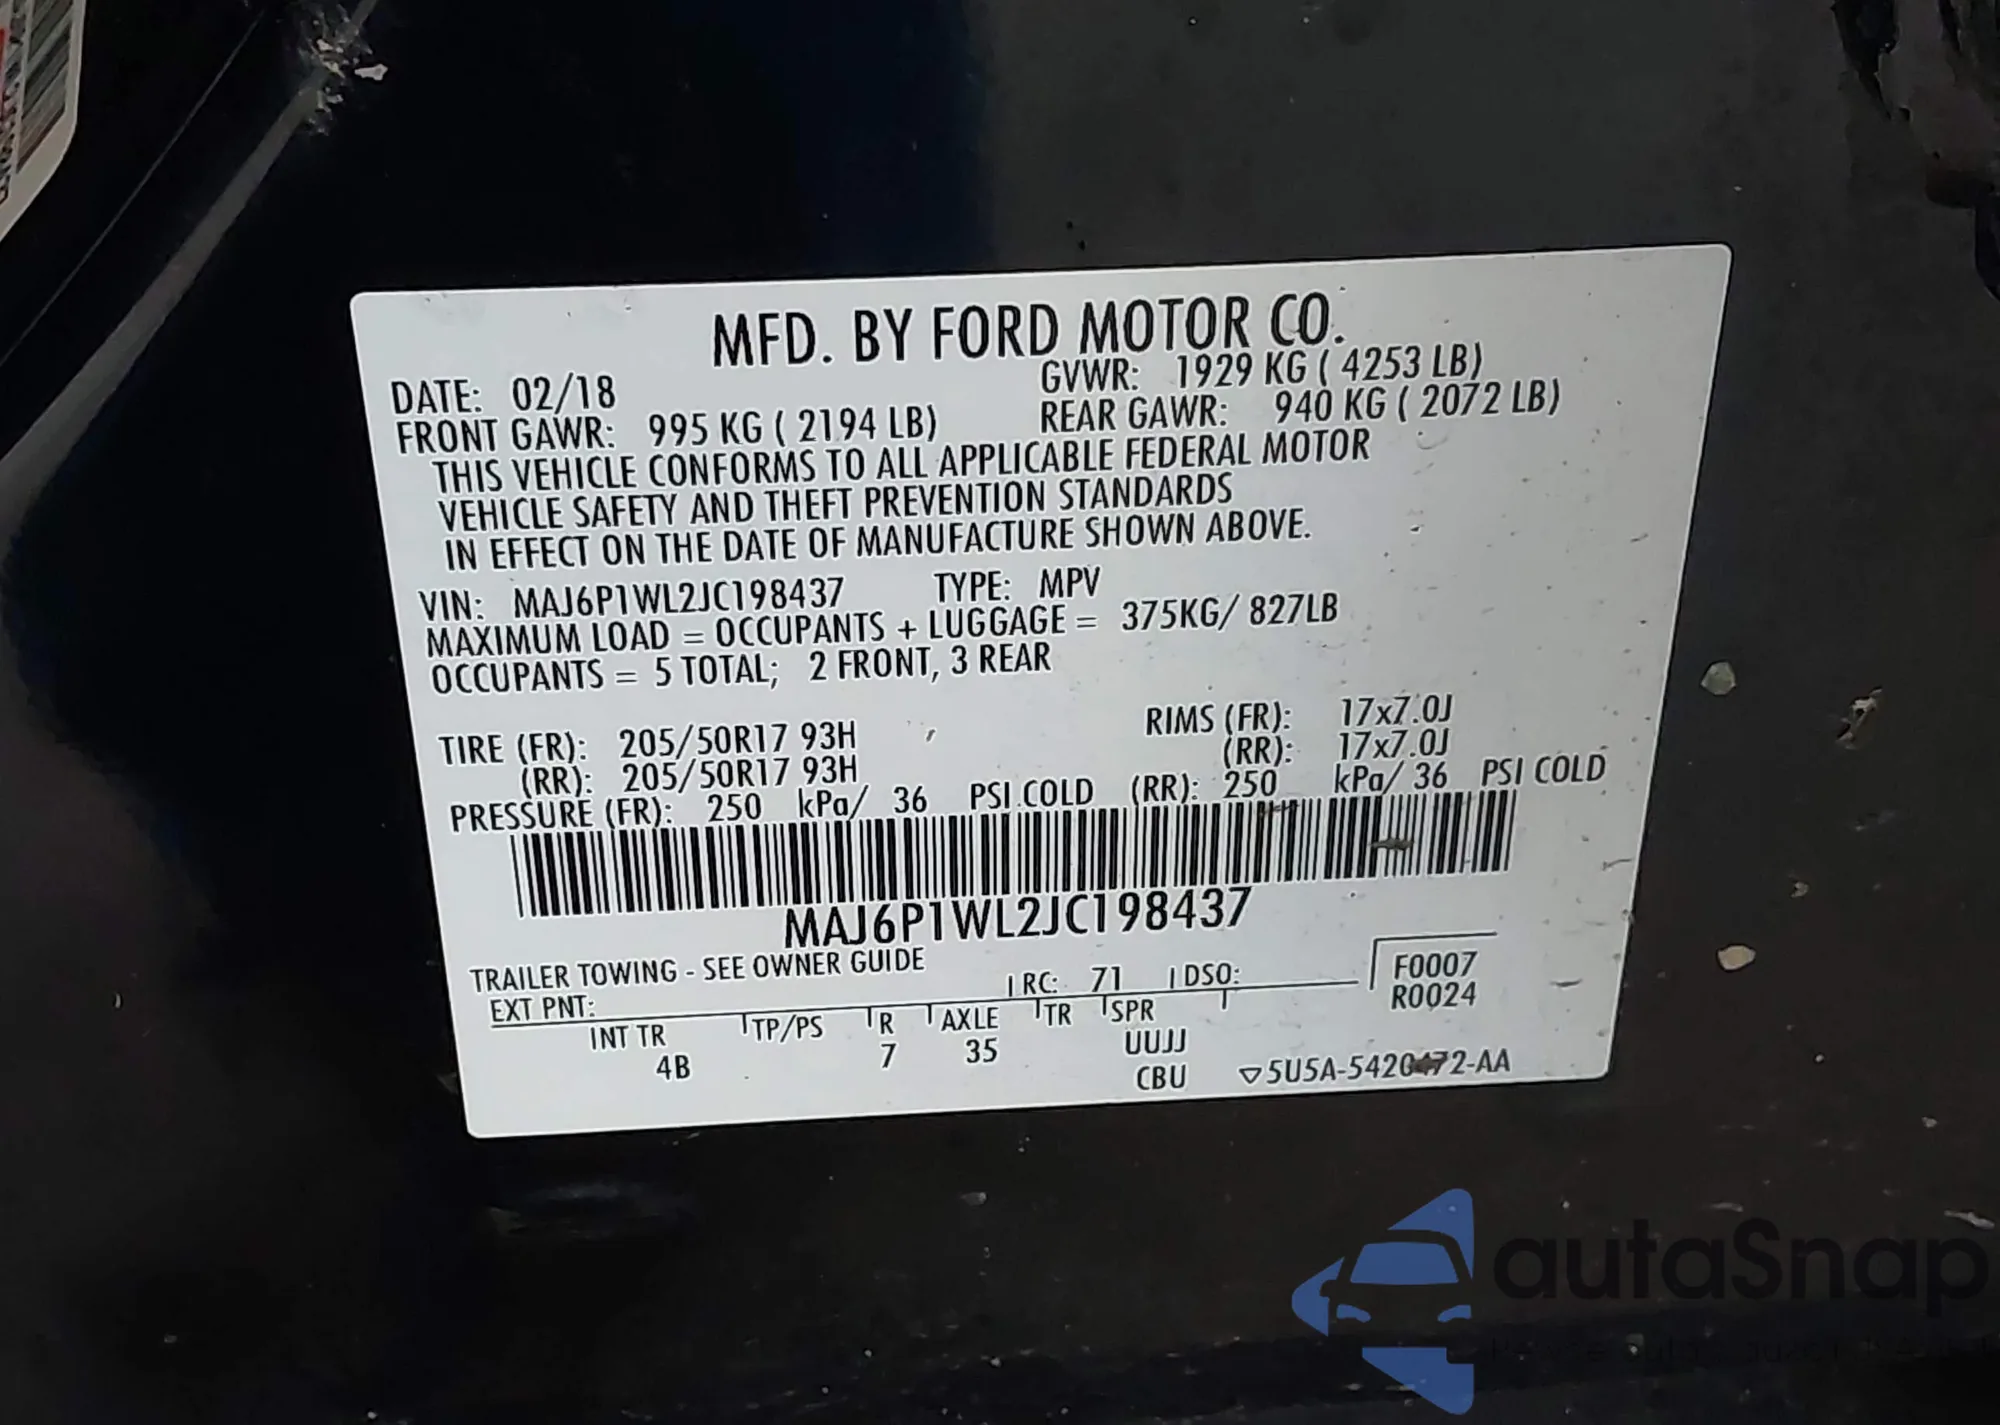 MFD. BY FORD MOTOR CO.
DATE: 02/18 GVWR: 1929 KG ( 4253 LB)
FRONT GAWR: 995 KG ( 2194 LB) REAR GAWR: 940 KG ( 2072 LB)
THIS VEHICLE CONFORMS TO ALL APPLICABLE FEDERAL MOTOR
VEHICLE SAFETY AND THEFT PREVENTION STANDARDS
IN EFFECT ON THE DATE OF MANUFACTURE SHOWN ABOVE.
VIN: MAJ6P1WL2JC198437 TYPE: MPV
MAXIMUM LOAD = OCCUPANTS + LUGGAGE = 375KG/ 827LB
OCCUPANTS = 5 TOTAL; 2 FRONT, 3 REAR
TIRE (FR): 205/50R17 93H RIMS (FR): 17x7.0J
(RR): 205/50R17 93H (RR): 17x7.0J
PRESSURE (FR): 250 kPa/ 36 PSI COLD (RR): 250 kPa/ 36 PSI COLD
MAJ6P1WL2JC198437
TRAILER TOWING - SEE OWNER GUIDE
EXT PNT: RC: 71 DSO: F0007
R0024
INT TR TP/PS R AXLE TR SPR
4B 7 35 UUJJ
CBU 5U5A-5420472-AA
autaSnap